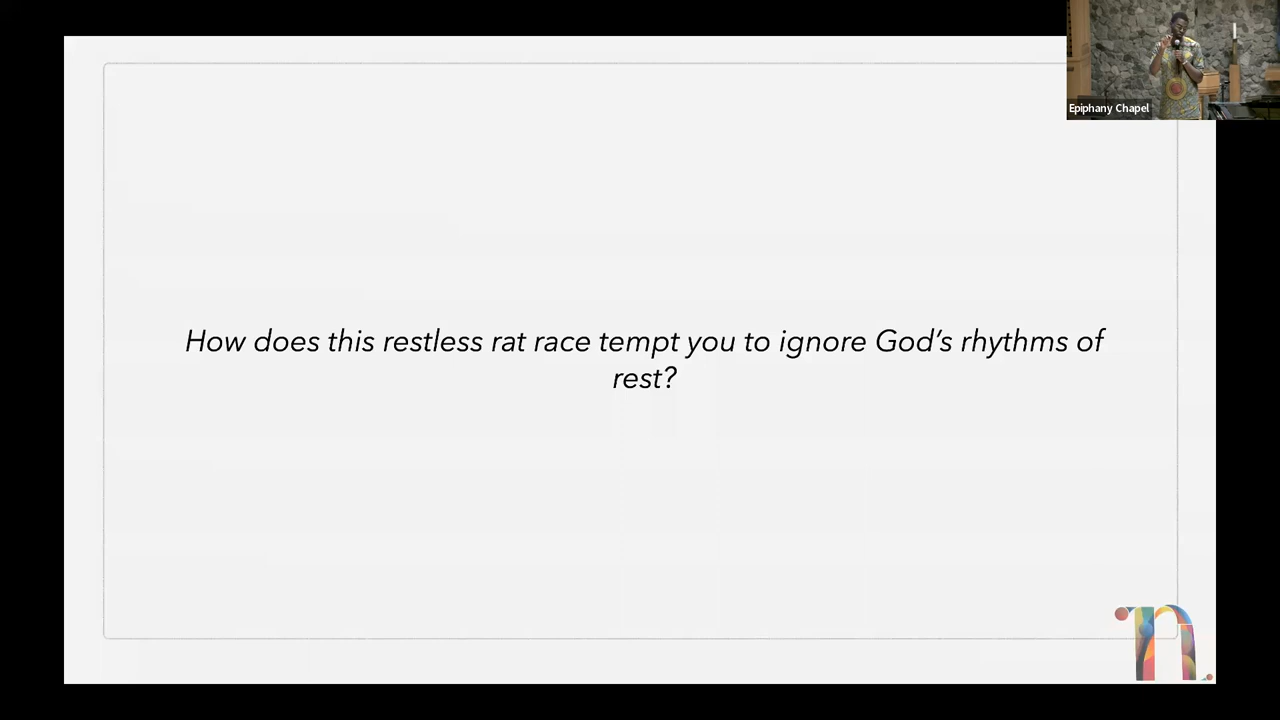 Epiphany Chapel
How does this restless rat race tempt you to ignore God's rhythms of
rest?
n.